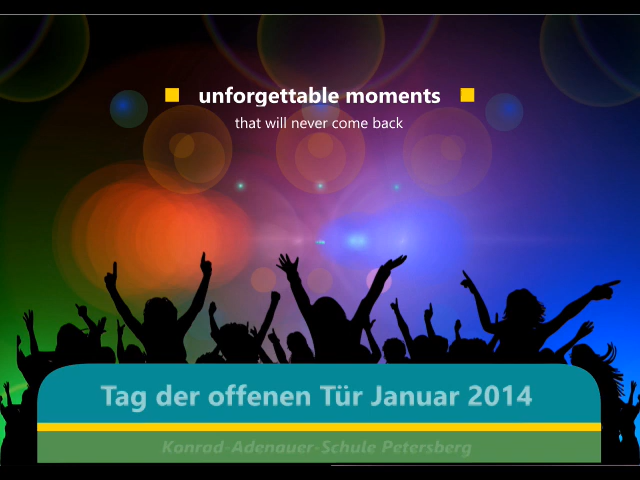 unforgettable moments
that will never come back
Tag der offenen Tür Januar 2014
Konrad-Adenauer-Schule Petersberg